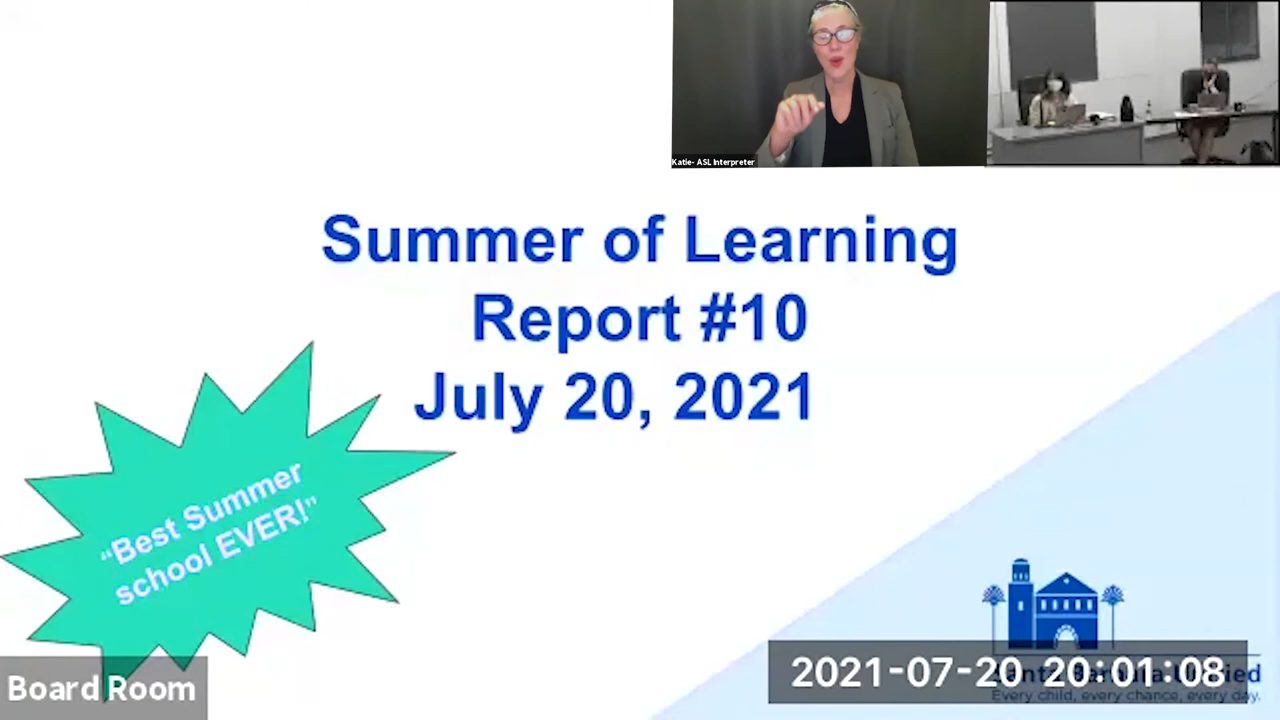 Katie- ASL Interpreter
Summer of Learning
Report #10
July 20, 2021
“Best Summer
school EVER!”
Board Room
2021-07-20 20:01:08
Every child, every chance, every day.